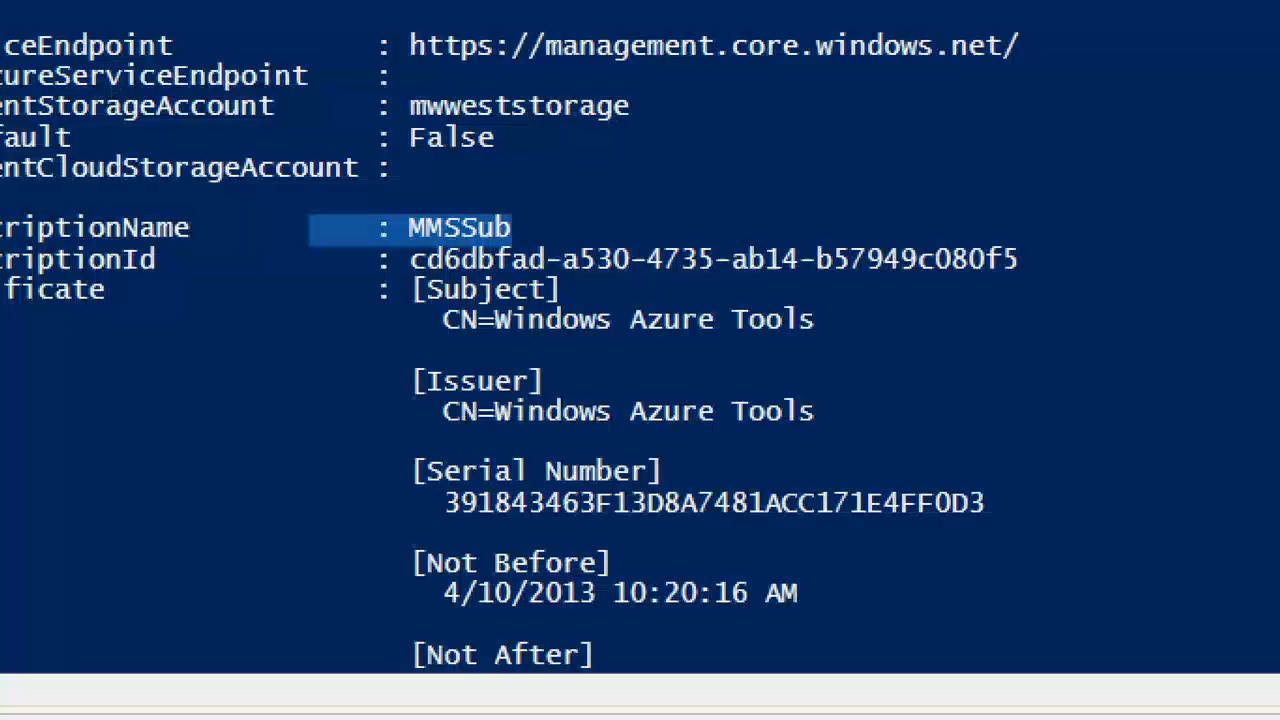 ceEndpoint : https://management.core.windows.net/
ureServiceEndpoint :
entStorageAccount : mwweststorage
fault : False
entCloudStorageAccount :
criptionName : MMSSub
criptionId : cd6dbfad-a530-4735-ab14-b57949c080f5
ificate : [Subject]
CN=Windows Azure Tools
[Issuer]
CN=Windows Azure Tools
[Serial Number]
391843463F13D8A7481ACC171E4FF0D3
[Not Before]
4/10/2013 10:20:16 AM
[Not After]